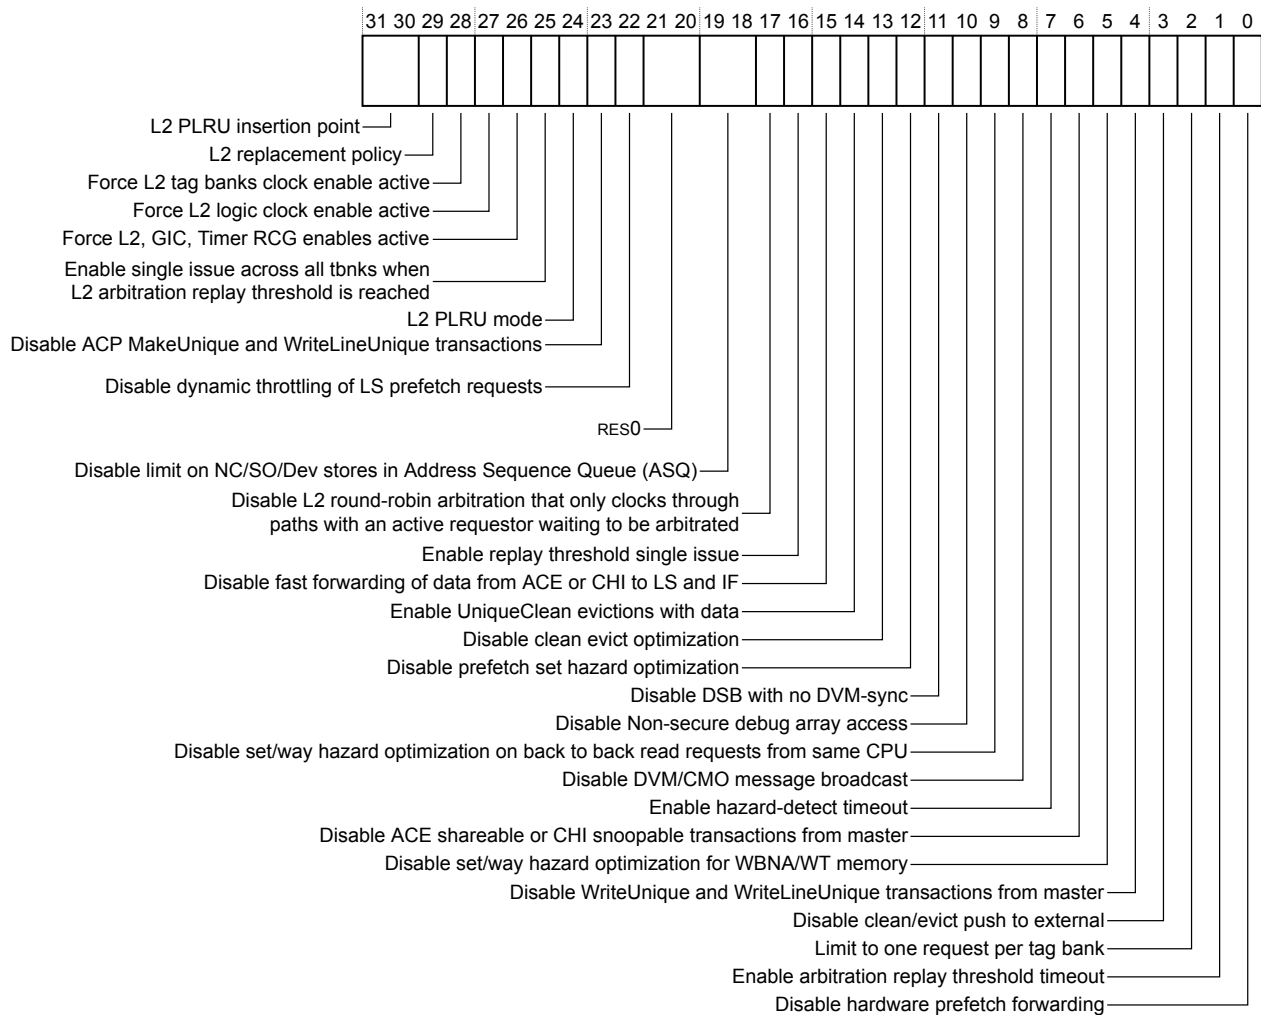 31 30 29 28 27 26 25 24 23 22 21 20 19 18 17 16 15 14 13 12 11 10 9 8 7 6 5 4 3 2 1 0
L2 PLRU insertion point
L2 replacement policy
Force L2 tag banks clock enable active
Force L2 logic clock enable active
Force L2, GIC, Timer RCG enables active
Enable single issue across all tbnks when
L2 arbitration replay threshold is reached
L2 PLRU mode
Disable ACP MakeUnique and WriteLineUnique transactions
Disable dynamic throttling of LS prefetch requests
RES0
Disable limit on NC/SO/Dev stores in Address Sequence Queue (ASQ)
Disable L2 round-robin arbitration that only clocks through
paths with an active requestor waiting to be arbitrated
Enable replay threshold single issue
Disable fast forwarding of data from ACE or CHI to LS and IF
Enable UniqueClean evictions with data
Disable clean evict optimization
Disable prefetch set hazard optimization
Disable DSB with no DVM-sync
Disable Non-secure debug array access
Disable set/way hazard optimization on back to back read requests from same CPU
Disable DVM/CMO message broadcast
Enable hazard-detect timeout
Disable ACE shareable or CHI snoopable transactions from master
Disable set/way hazard optimization for WBNA/WT memory
Disable WriteUnique and WriteLineUnique transactions from master
Disable clean/evict push to external
Limit to one request per tag bank
Enable arbitration replay threshold timeout
Disable hardware prefetch forwarding